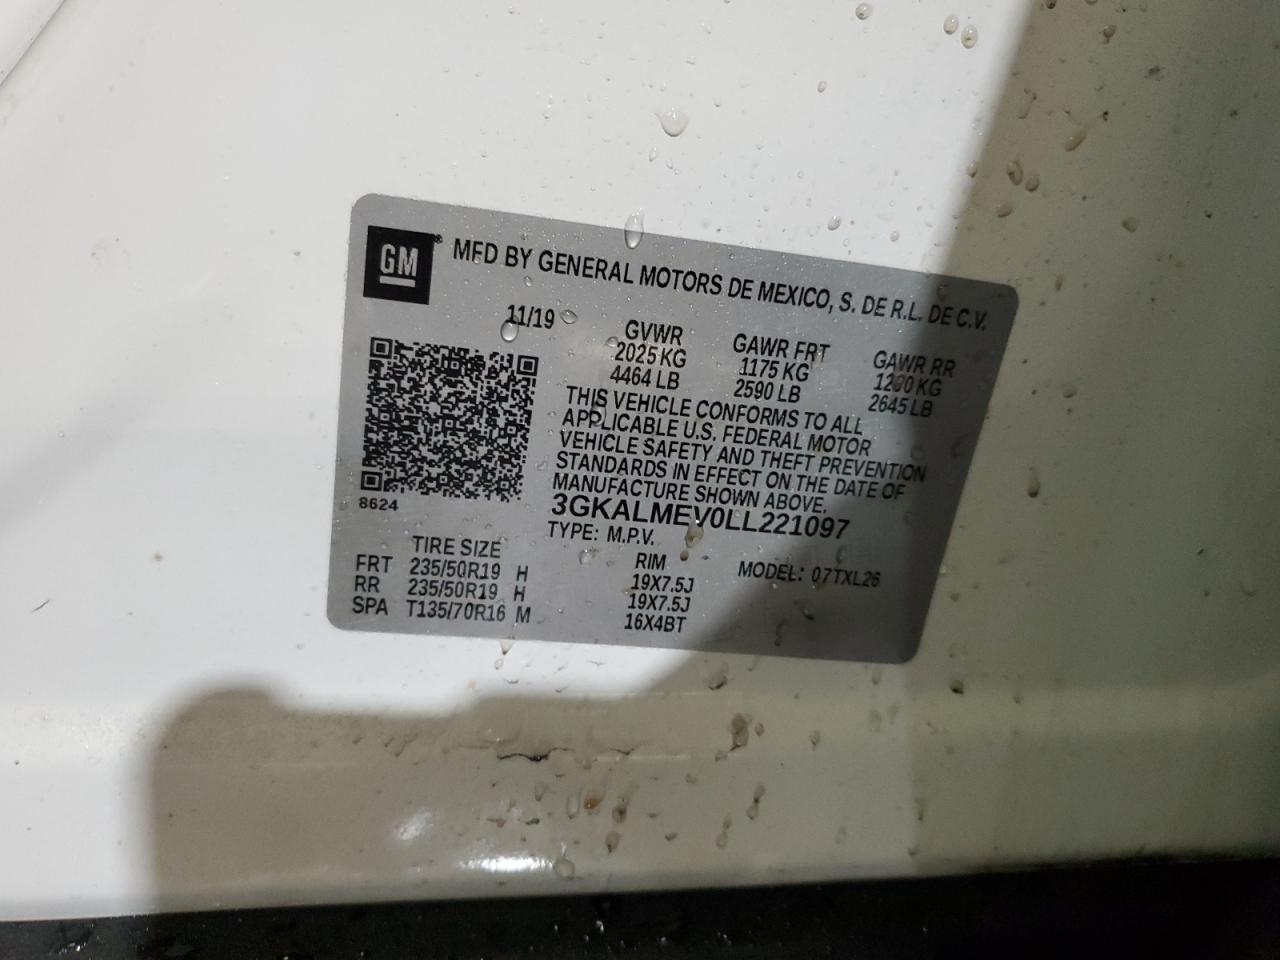 GM ® MFD BY GENERAL MOTORS DE MEXICO, S. DE R.L. DE C.V.
11/19 GVWR GAWR FRT GAWR RR
2025 KG 1175 KG 1200 KG
4464 LB 2590 LB 2645 LB
THIS VEHICLE CONFORMS TO ALL
APPLICABLE U.S. FEDERAL MOTOR
VEHICLE SAFETY AND THEFT PREVENTION
STANDARDS IN EFFECT ON THE DATE OF
MANUFACTURE SHOWN ABOVE.
8624 3GKALMEV0LL221097
TYPE: M.P.V. MODEL: 07TXL26
TIRE SIZE RIM
FRT 235/50R19 H 19X7.5J
RR 235/50R19 H 19X7.5J
SPA T135/70R16 M 16X4BT